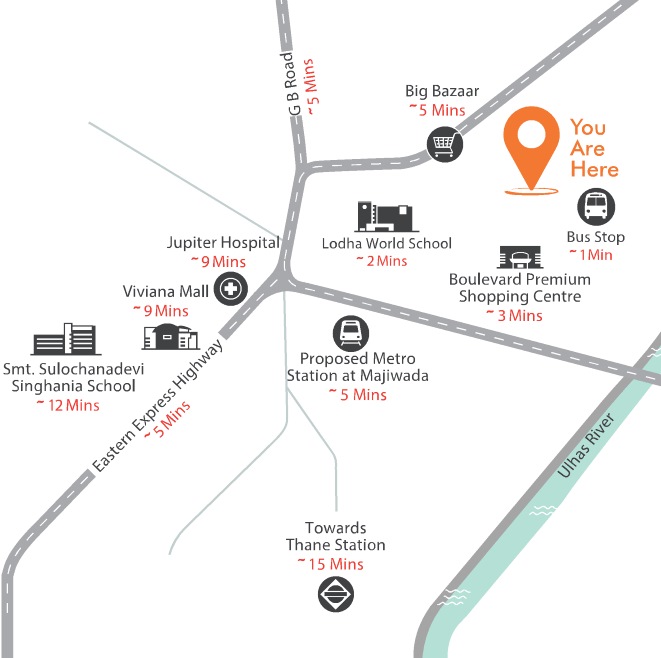 G B Road
~ 5 Mins
Big Bazaar
~5 Mins
You
Are
Here
Bus Stop
~1Min
Lodha World School
~ 2 Mins
Jupiter Hospital
~ 9 Mins
Boulevard Premium
Shopping Centre
~ 3 Mins
Viviana Mall
~ 9 Mins
Proposed Metro
Station at Majiwada
~ 5 Mins
Smt. Sulochanadevi
Singhania School
~ 12 Mins
Eastern Express Highway
~ 5 Mins
Ulhas River
Towards
Thane Station
~ 15 Mins